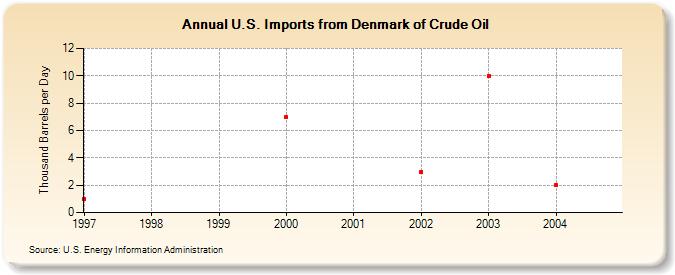 Annual U.S. Imports from Denmark of Crude Oil
Thousand Barrels per Day
12
10
8
6
4
2
0
1997 1998 1999 2000 2001 2002 2003 2004
Source: U.S. Energy Information Administration